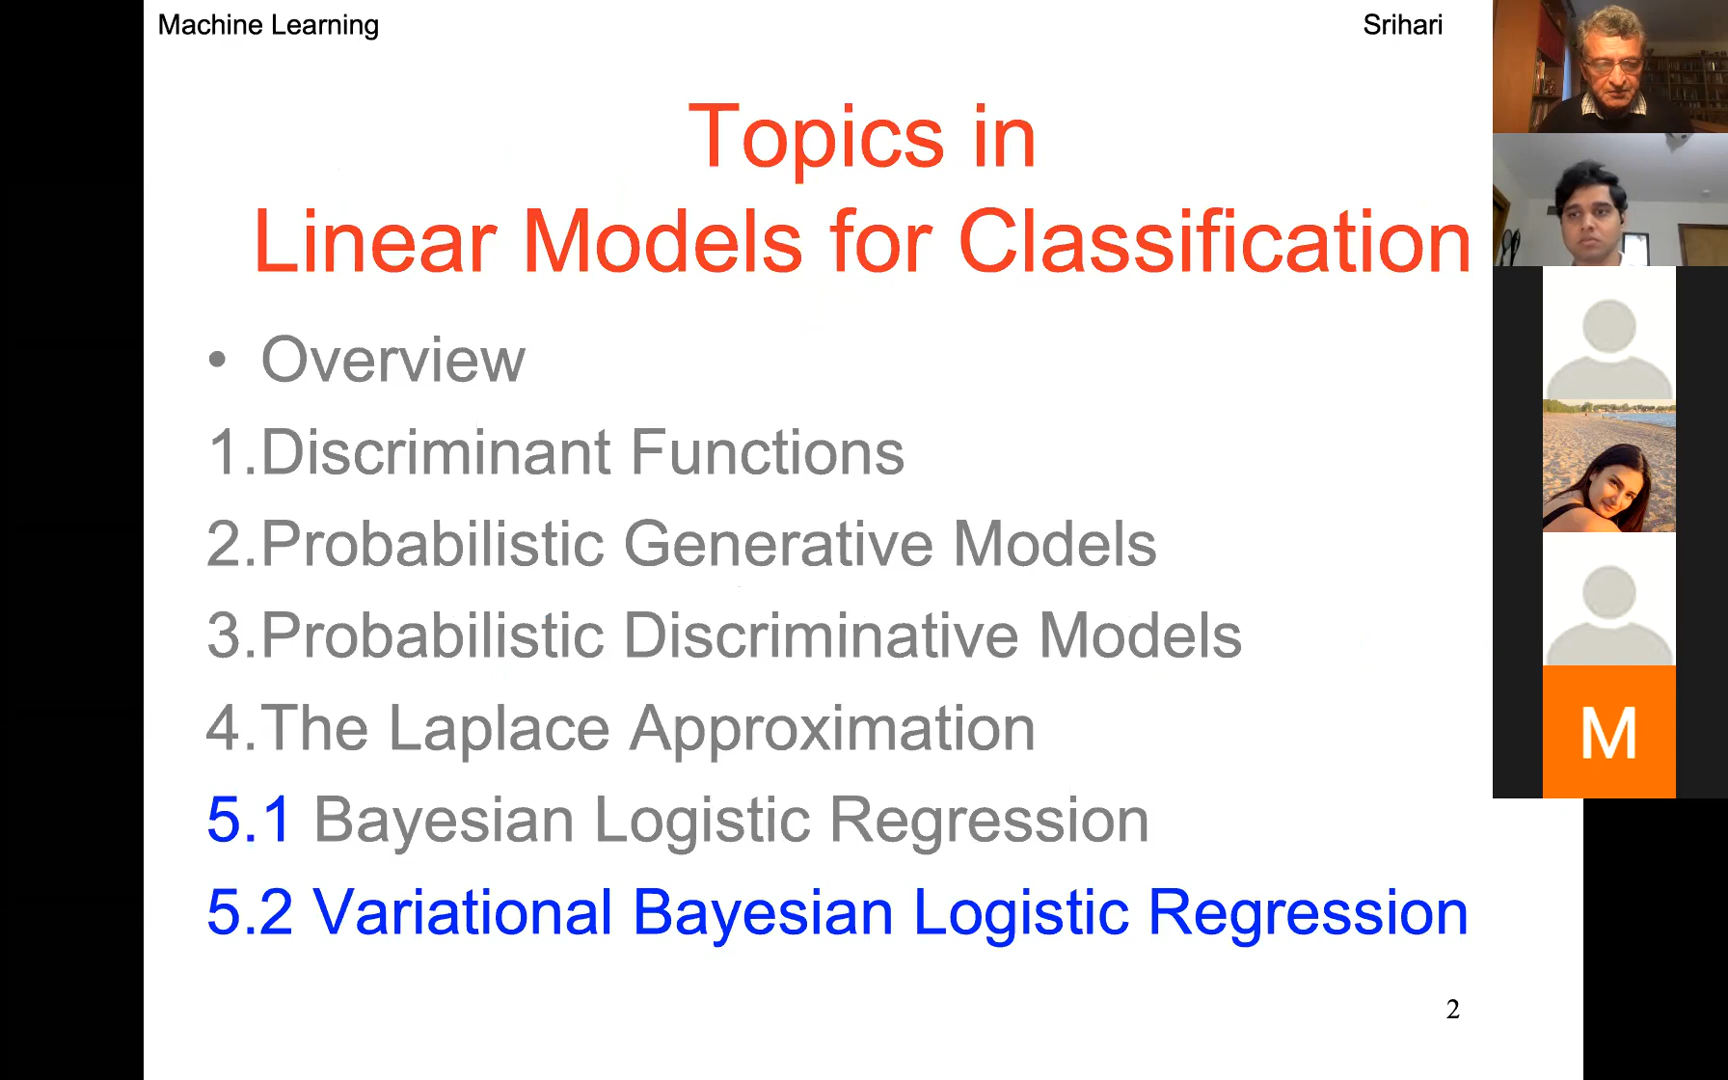 Machine Learning
Srihari
Topics in
Linear Models for Classification
• Overview
1.Discriminant Functions
2.Probabilistic Generative Models
3.Probabilistic Discriminative Models
4.The Laplace Approximation
5.1 Bayesian Logistic Regression
5.2 Variational Bayesian Logistic Regression
2
M